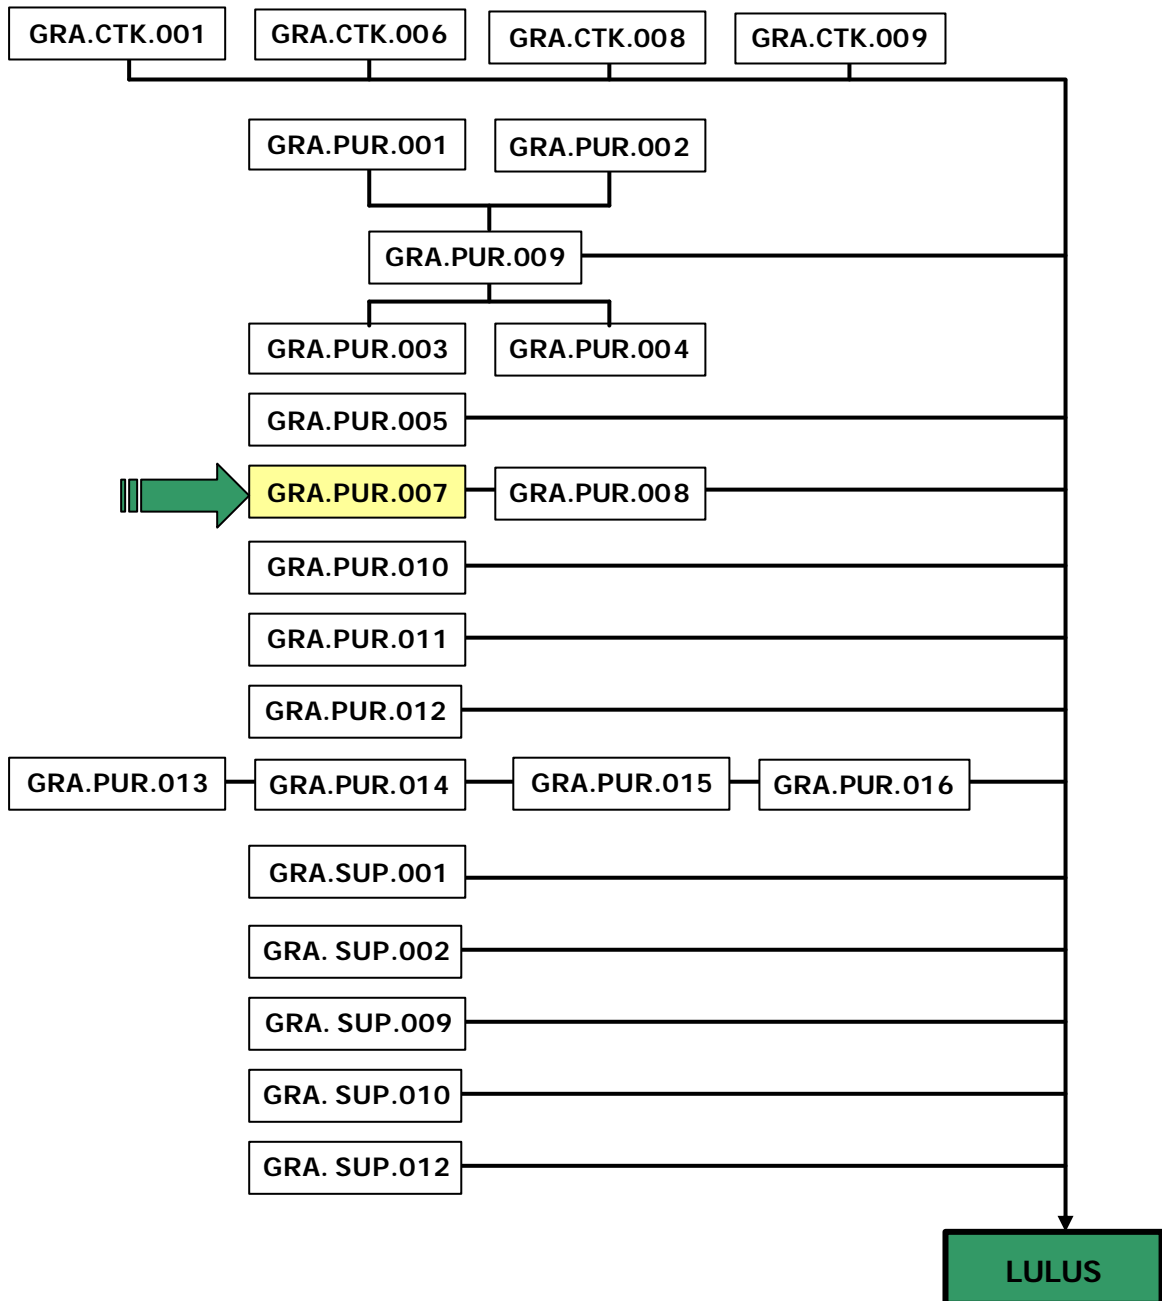 GRA.CTK.001 GRA.CTK.006 GRA.CTK.008 GRA.CTK.009
GRA.PUR.001 GRA.PUR.002
GRA.PUR.009
GRA.PUR.003 GRA.PUR.004
GRA.PUR.005
GRA.PUR.007 GRA.PUR.008
GRA.PUR.010
GRA.PUR.011
GRA.PUR.012
GRA.PUR.013 GRA.PUR.014 GRA.PUR.015 GRA.PUR.016
GRA.SUP.001
GRA. SUP.002
GRA. SUP.009
GRA. SUP.010
GRA. SUP.012
LULUS